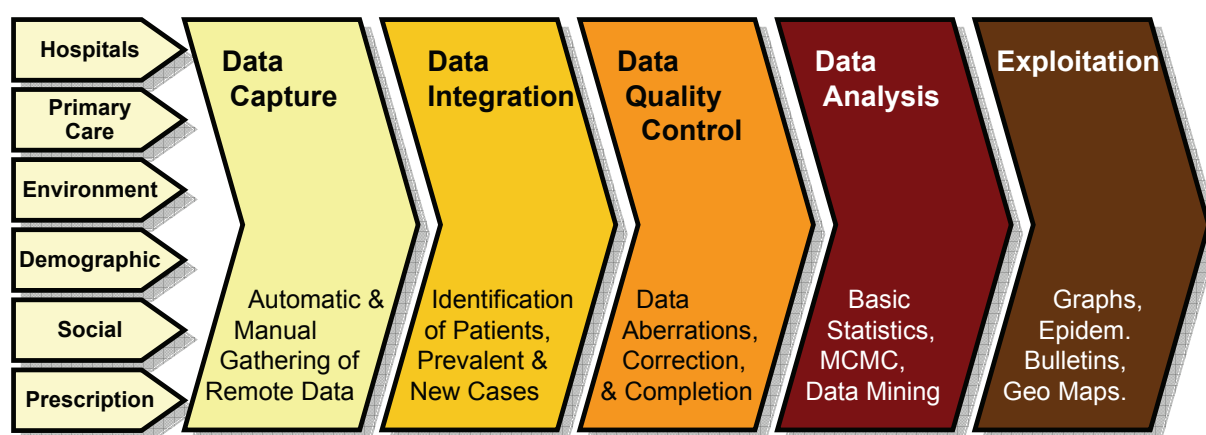 Hospitals
Primary
Care
Environment
Demographic
Social
Prescription
Data
Capture
Automatic &
Manual
Gathering of
Remote Data
Data
Integration
Identification
of Patients,
Prevalent &
New Cases
Data
Quality
Control
Data
Aberrations,
Correction,
& Completion
Data
Analysis
Basic
Statistics,
MCMC,
Data Mining
Exploitation
Graphs,
Epidem.
Bulletins,
Geo Maps.